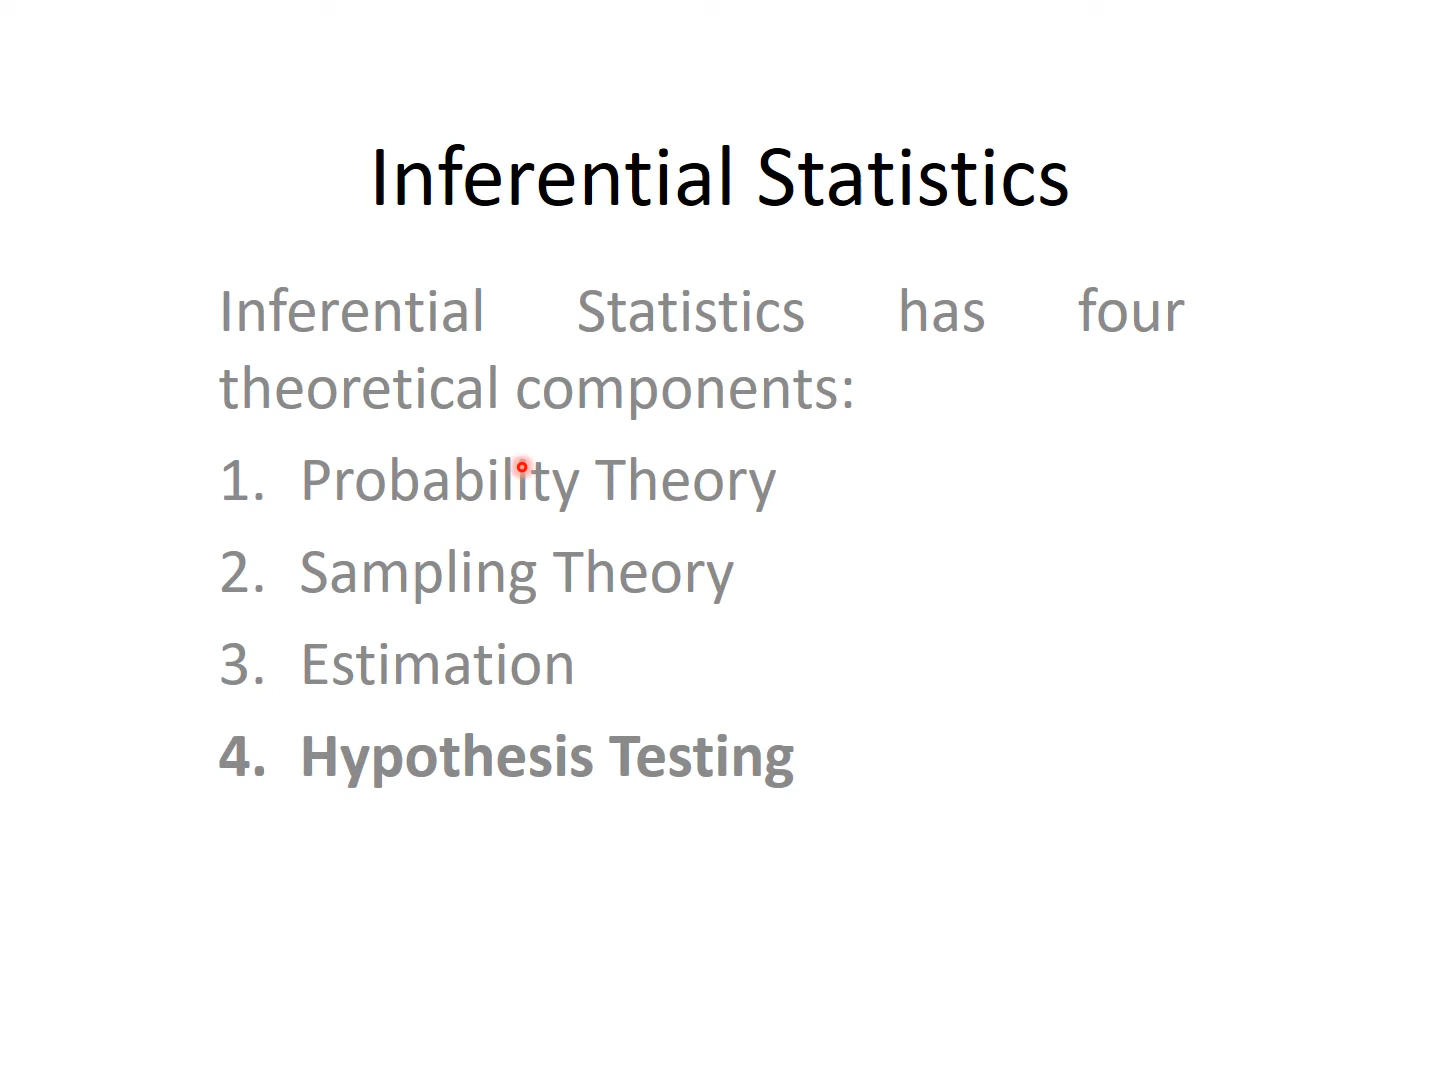 Inferential Statistics
Inferential Statistics has four
theoretical components:
1. Probability Theory
2. Sampling Theory
3. Estimation
4. Hypothesis Testing